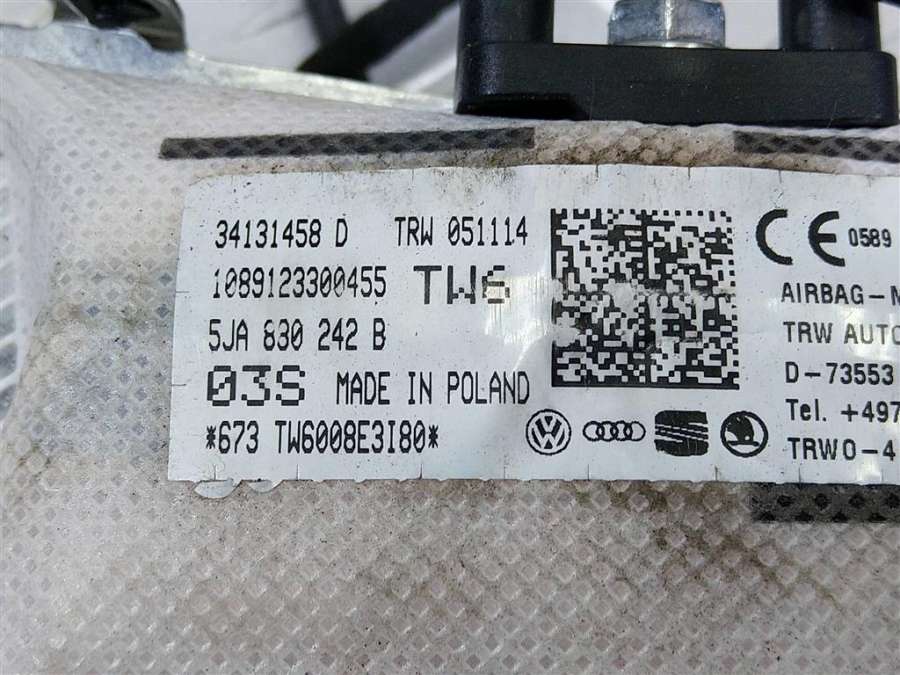 34131458 D TRW 051114
1089123300455 TW6
5JA 830 242 B
03S MADE IN POLAND
*673 TW6008E3I80*
CE 0589
AIRBAG-M
TRW AUTO
D-73553
Tel. +497
TRWO-4